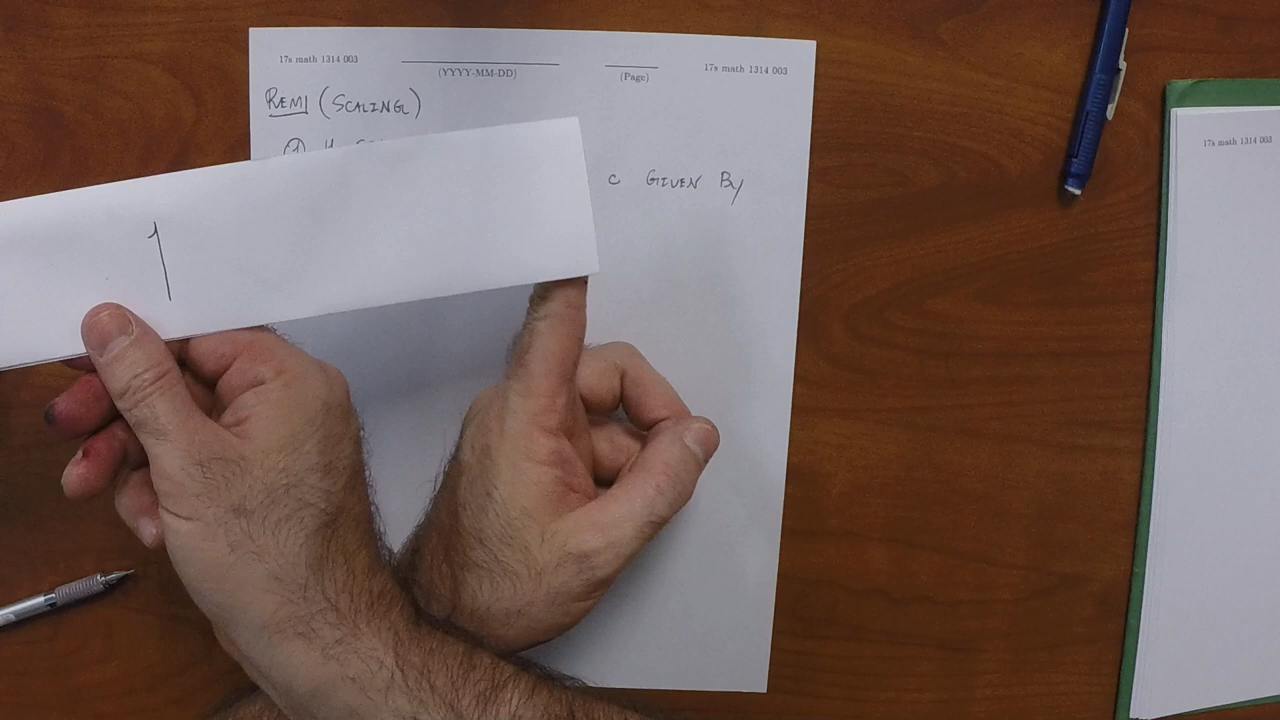 17s math 1314 003 (YYYY-MM-DD) (Page) 17s math 1314 003
REM (SCALING)
c GIVEN BY
1
17s math 1314 003